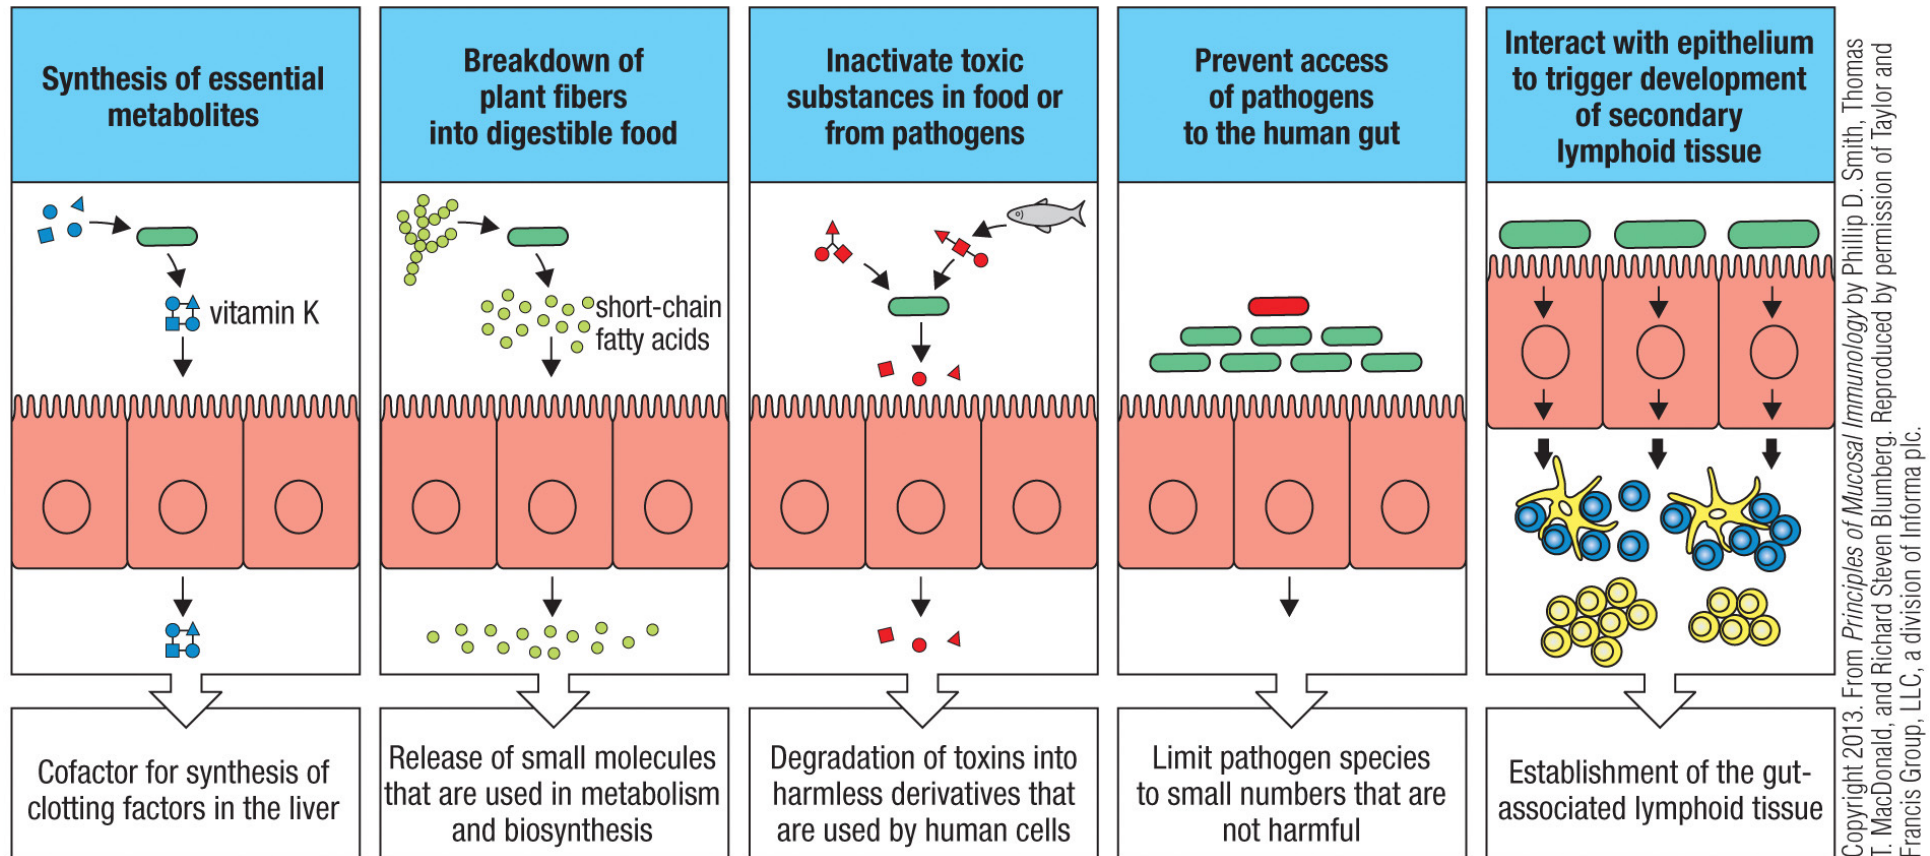 Synthesis of essential
metabolites
Breakdown of
plant fibers
into digestible food
Inactivate toxic
substances in food or
from pathogens
Prevent access
of pathogens
to the human gut
Interact with epithelium
to trigger development
of secondary
lymphoid tissue
vitamin K
short-chain
fatty acids
Cofactor for synthesis of
clotting factors in the liver
Release of small molecules
that are used in metabolism
and biosynthesis
Degradation of toxins into
harmless derivatives that
are used by human cells
Limit pathogen species
to small numbers that are
not harmful
Establishment of the gut-
associated lymphoid tissue
Copyright 2013. From Principles of Mucosal Immunology by Phillip D. Smith, Thomas
T. MacDonald, and Richard Steven Blumberg. Reproduced by permission of Taylor and
Francis Group, LLC, a division of Informa plc.